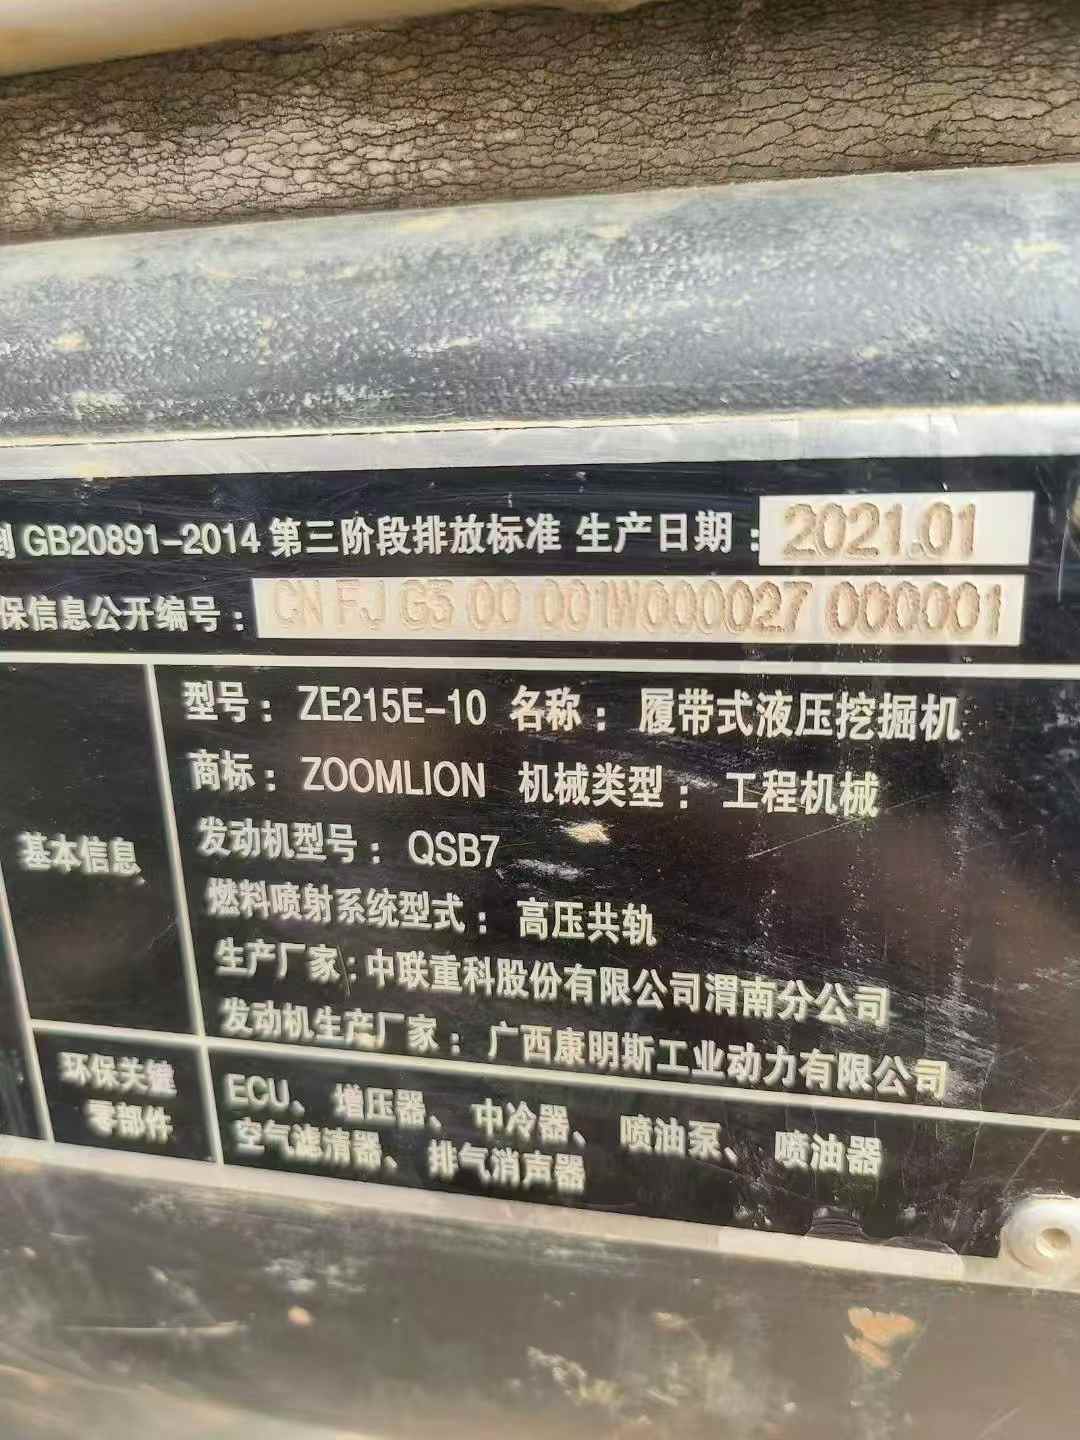 GB20891-2014 第三阶段排放标准 生产日期：2021.01
保信息公开编号：CN FJ G3 00 001W000027 000001
型号：ZE215E-10 名称：履带式液压挖掘机
商标：ZOOMLION 机械类型：工程机械
发动机型号：QSB7
基本信息
燃料喷射系统型式：高压共轨
生产厂家：中联重科股份有限公司渭南分公司
发动机生产厂家：广西康明斯工业动力有限公司
环保关键
零部件
ECU、增压器、中冷器、喷油泵、喷油器
空气滤清器、排气消声器